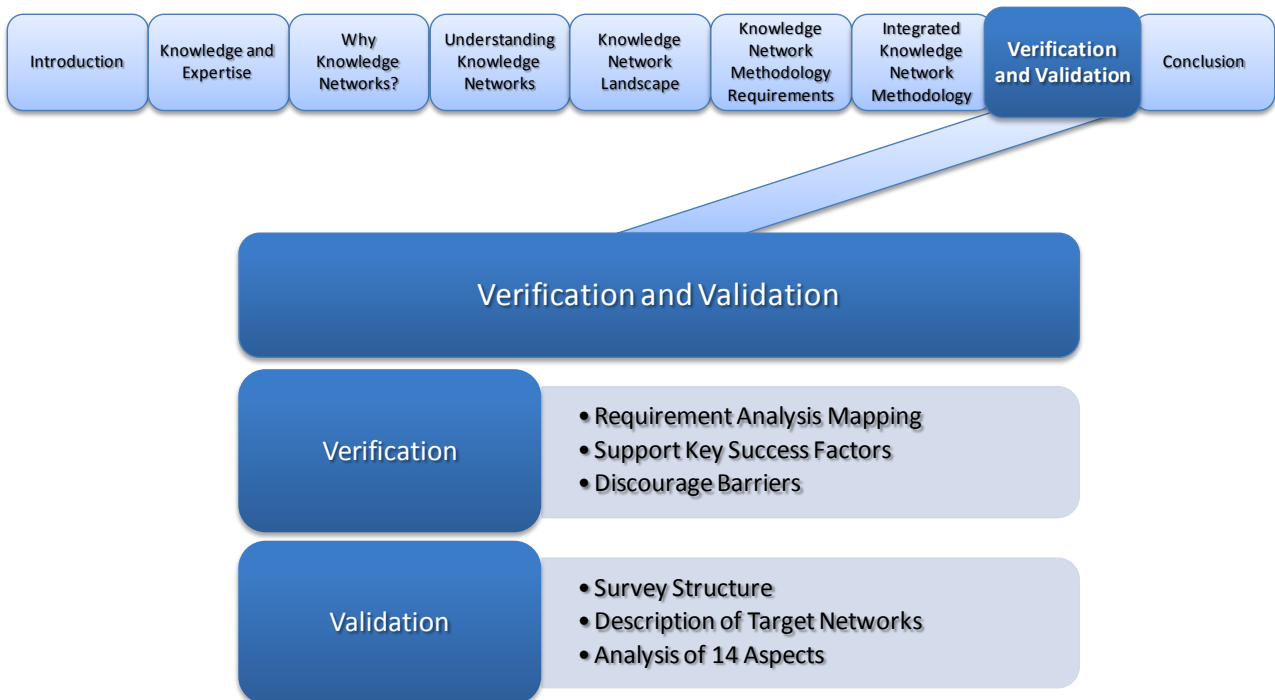 Introduction
Knowledge and
Expertise
Why
Knowledge
Networks?
Understanding
Knowledge
Networks
Knowledge
Network
Landscape
Knowledge
Network
Methodology
Requirements
Integrated
Knowledge
Network
Methodology
Verification
and Validation
Conclusion
Verification and Validation
Verification
• Requirement Analysis Mapping
• Support Key Success Factors
• Discourage Barriers
Validation
• Survey Structure
• Description of Target Networks
• Analysis of 14 Aspects